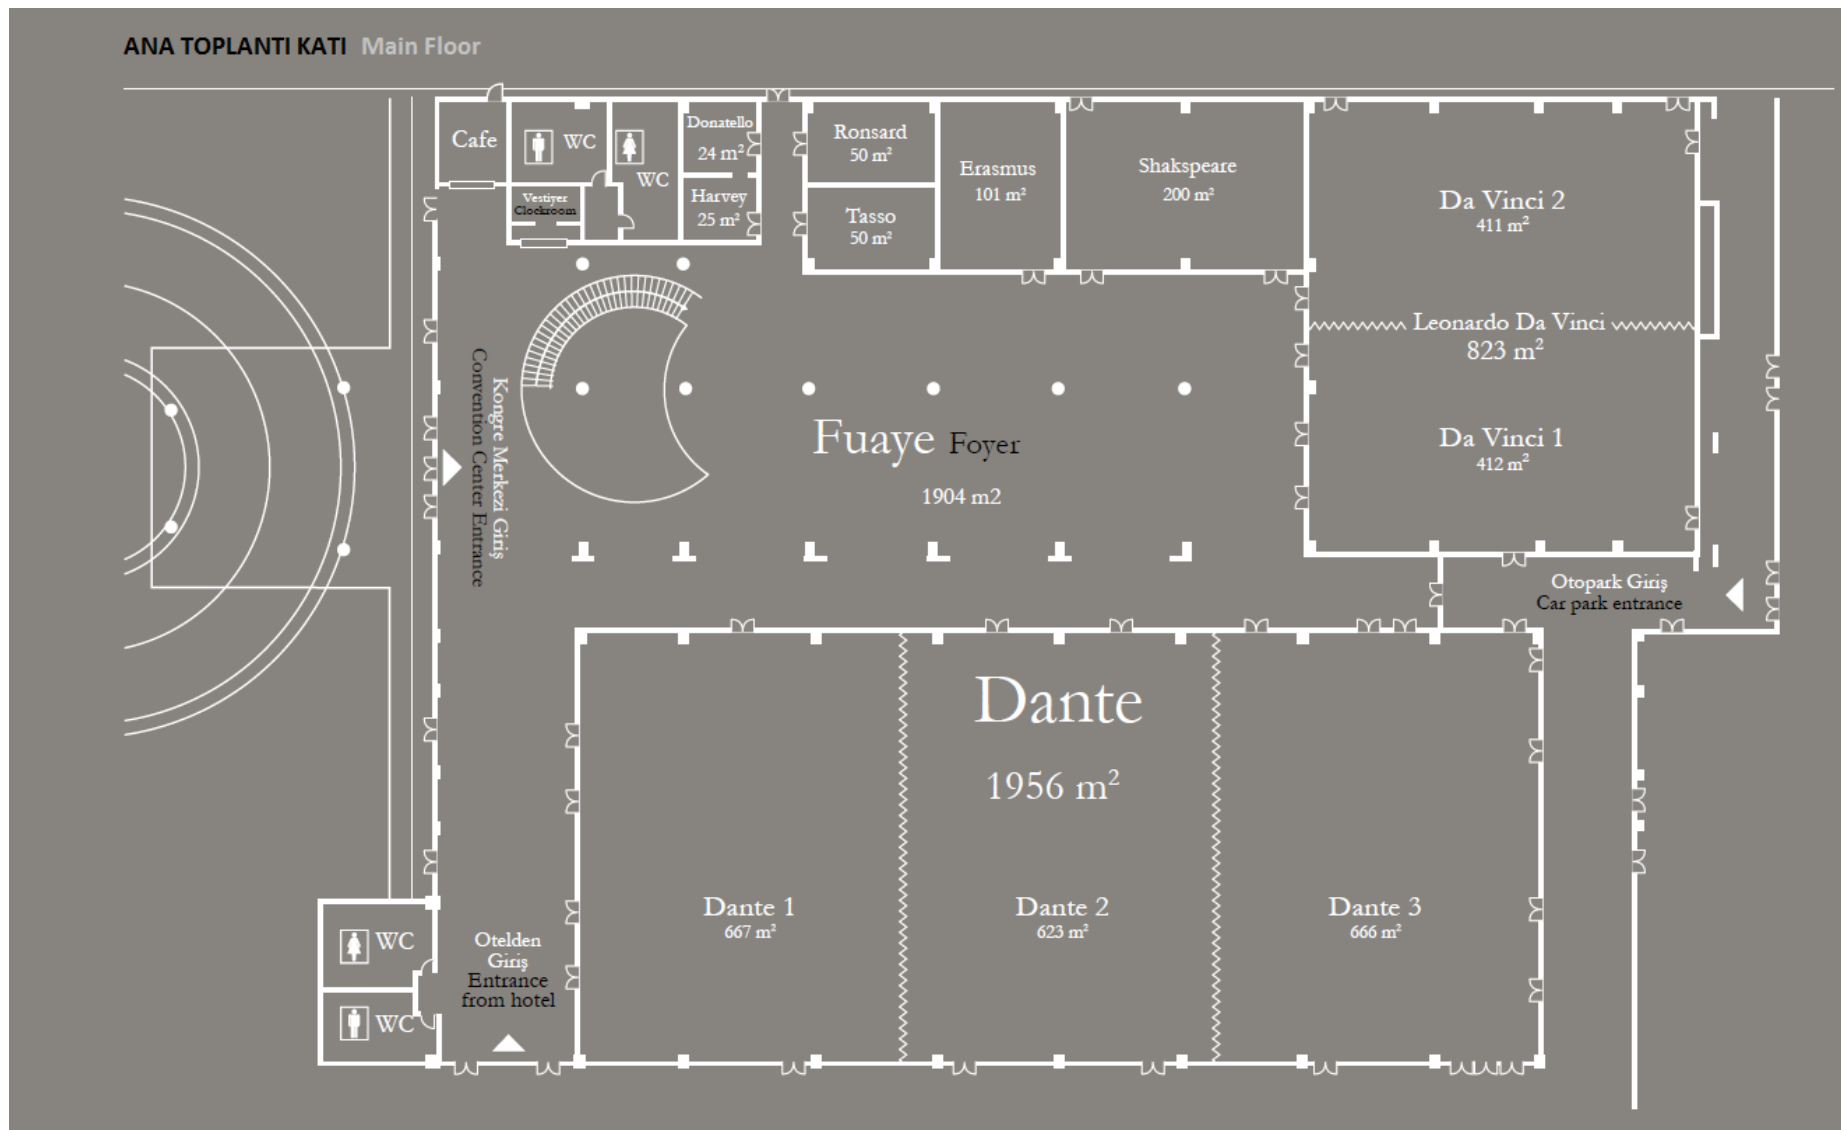 ANA TOPLANTI KATI Main Floor
Cafe
WC
WC
Vestiyer
Clockroom
Donatello
24 m²
Harvey
25 m²
Ronsard
50 m²
Tasso
50 m²
Erasmus
101 m²
Shakspeare
200 m²
Da Vinci 2
411 m²
Leonardo Da Vinci
823 m²
Da Vinci 1
412 m²
Kongre Merkezi Giriş
Convention Center Entrance
Fuaye Foyer
1904 m2
Otopark Giriş
Car park entrance
Dante
1956 m²
Dante 1
667 m²
Dante 2
623 m²
Dante 3
666 m²
WC
WC
Otelden
Giriş
Entrance
from hotel